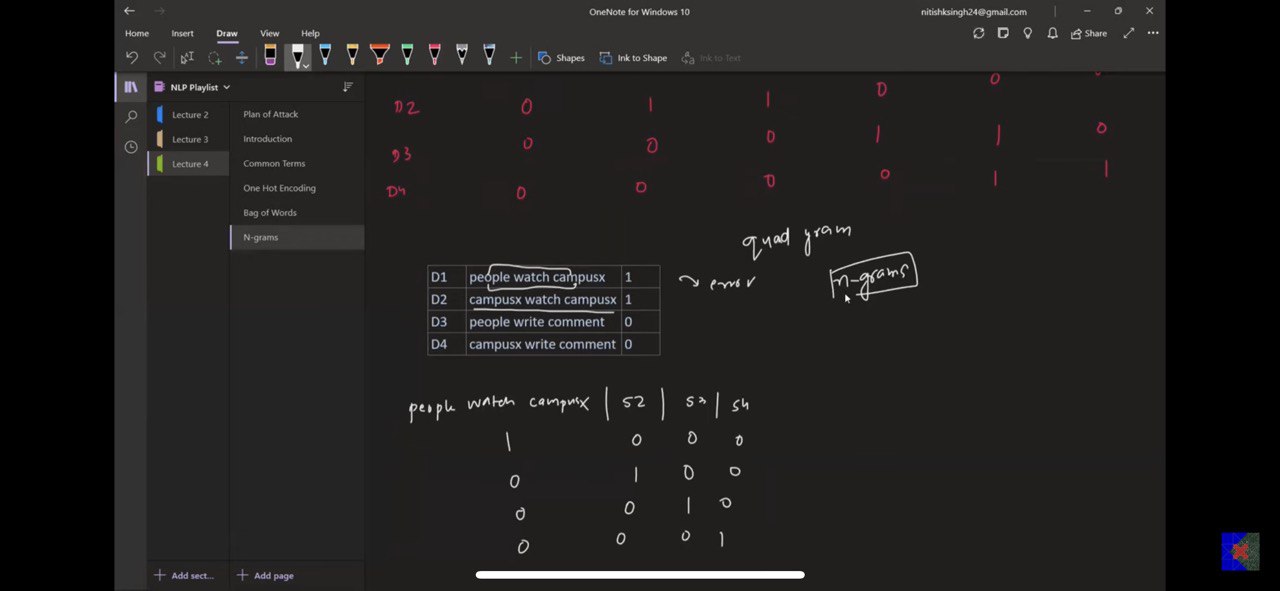 OneNote for Windows 10
nitishksingh24@gmail.com
Home Insert Draw View Help
Share
Shapes Ink to Shape Ink to Text
NLP Playlist
Lecture 2
Lecture 3
Lecture 4
Plan of Attack
Introduction
Common Terms
One Hot Encoding
Bag of Words
N-grams
0
D2 0 1 1 0
D3 0 0 0 1 1 0
D4 0 0 0 0 1 1
quad gram
n-grams
D1 people watch campusx 1 → error
D2 campusx watch campusx 1
D3 people write comment 0
D4 campusx write comment 0
people watch campusx | S2 | S3 | S4
1 0 0 0
0 1 0 0
0 0 1 0
0 0 0 1
+ Add sect... + Add page